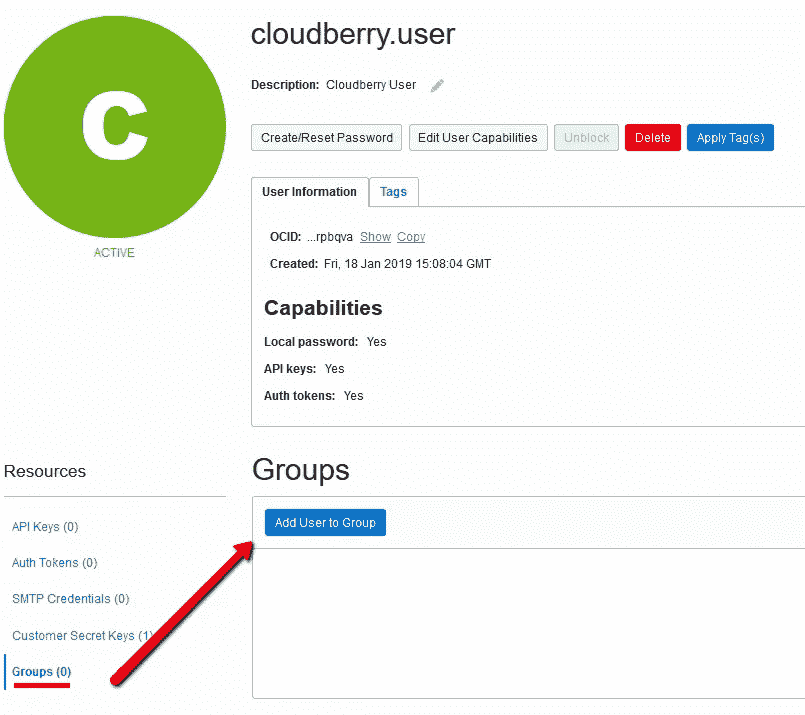 cloudberry.user
Description: Cloudberry User
Create/Reset Password Edit User Capabilities Unblock Delete Apply Tag(s)
C
ACTIVE
User Information Tags
OCID: ...rpbqva Show Copy
Created: Fri, 18 Jan 2019 15:08:04 GMT
Capabilities
Local password: Yes
API keys: Yes
Auth tokens: Yes
Resources
API Keys (0)
Auth Tokens (0)
SMTP Credentials (0)
Customer Secret Keys (1)
Groups (0)
Groups
Add User to Group